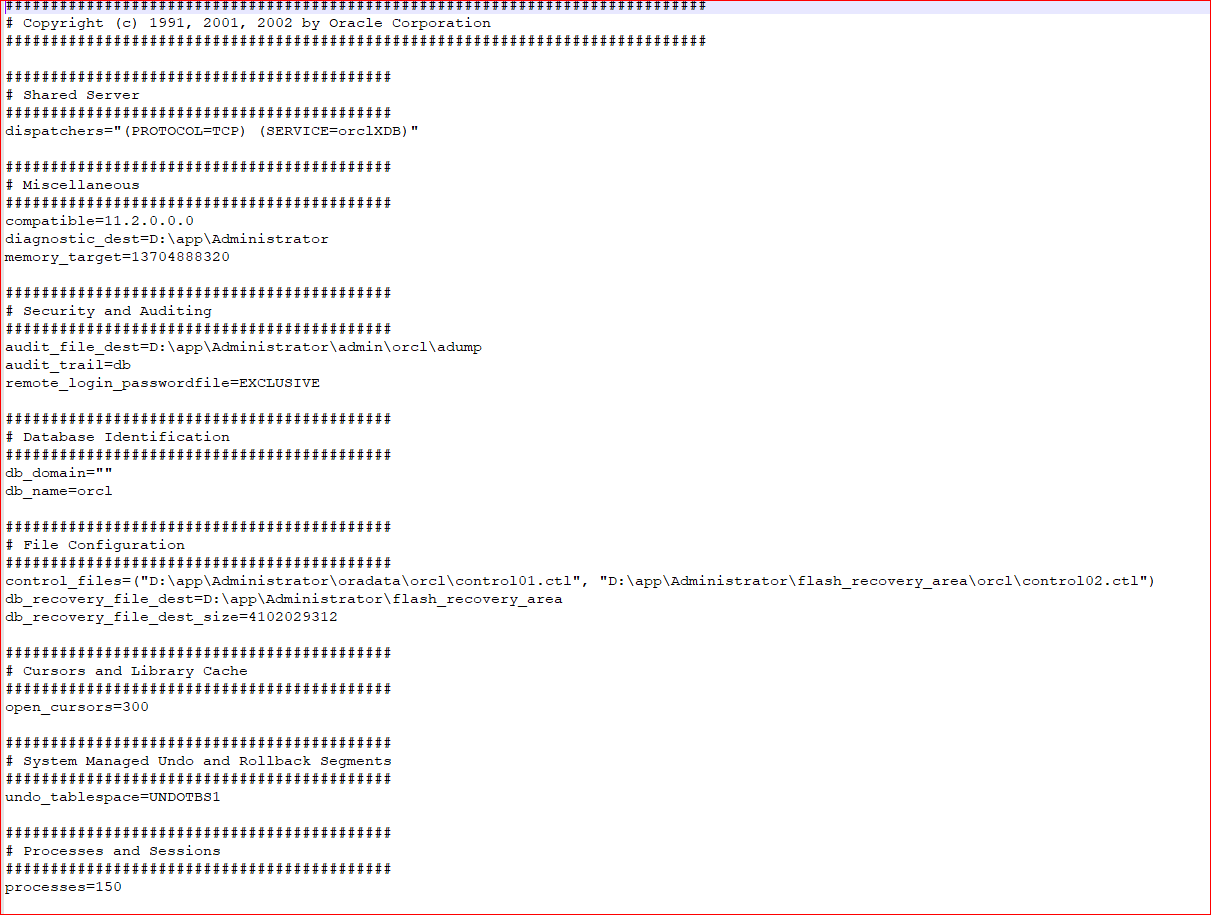 ##############################################################################
# Copyright (c) 1991, 2001, 2002 by Oracle Corporation
##############################################################################
###########################################
# Shared Server
###########################################
dispatchers="(PROTOCOL=TCP) (SERVICE=orclXDB)"
###########################################
# Miscellaneous
###########################################
compatible=11.2.0.0.0
diagnostic_dest=D:\app\Administrator
memory_target=13704888320
###########################################
# Security and Auditing
###########################################
audit_file_dest=D:\app\Administrator\admin\orcl\adump
audit_trail=db
remote_login_passwordfile=EXCLUSIVE
###########################################
# Database Identification
###########################################
db_domain=""
db_name=orcl
###########################################
# File Configuration
###########################################
control_files=("D:\app\Administrator\oradata\orcl\control01.ctl", "D:\app\Administrator\flash_recovery_area\orcl\control02.ctl")
db_recovery_file_dest=D:\app\Administrator\flash_recovery_area
db_recovery_file_dest_size=4102029312
###########################################
# Cursors and Library Cache
###########################################
open_cursors=300
###########################################
# System Managed Undo and Rollback Segments
###########################################
undo_tablespace=UNDOTBS1
###########################################
# Processes and Sessions
###########################################
processes=150